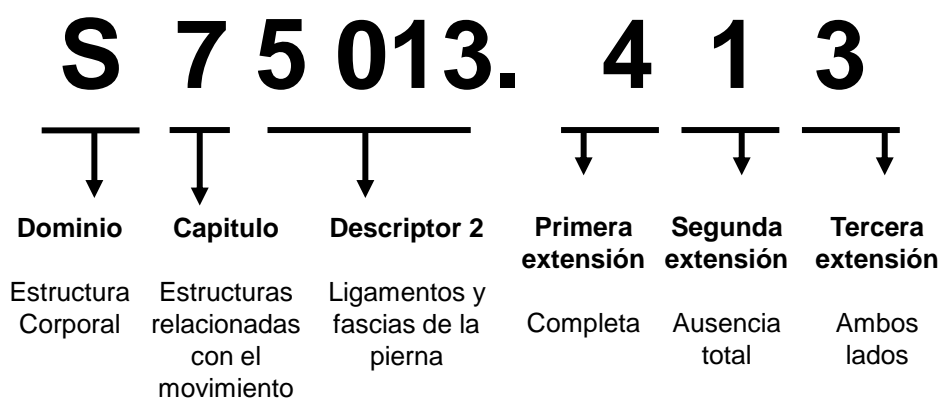 S 7 5 013. 4 1 3
Dominio Capitulo Descriptor 2 Primera extensión Segunda extensión Tercera extensión
Estructura Corporal
Estructuras relacionadas con el movimiento
Ligamentos y fascias de la pierna
Completa
Ausencia total
Ambos lados